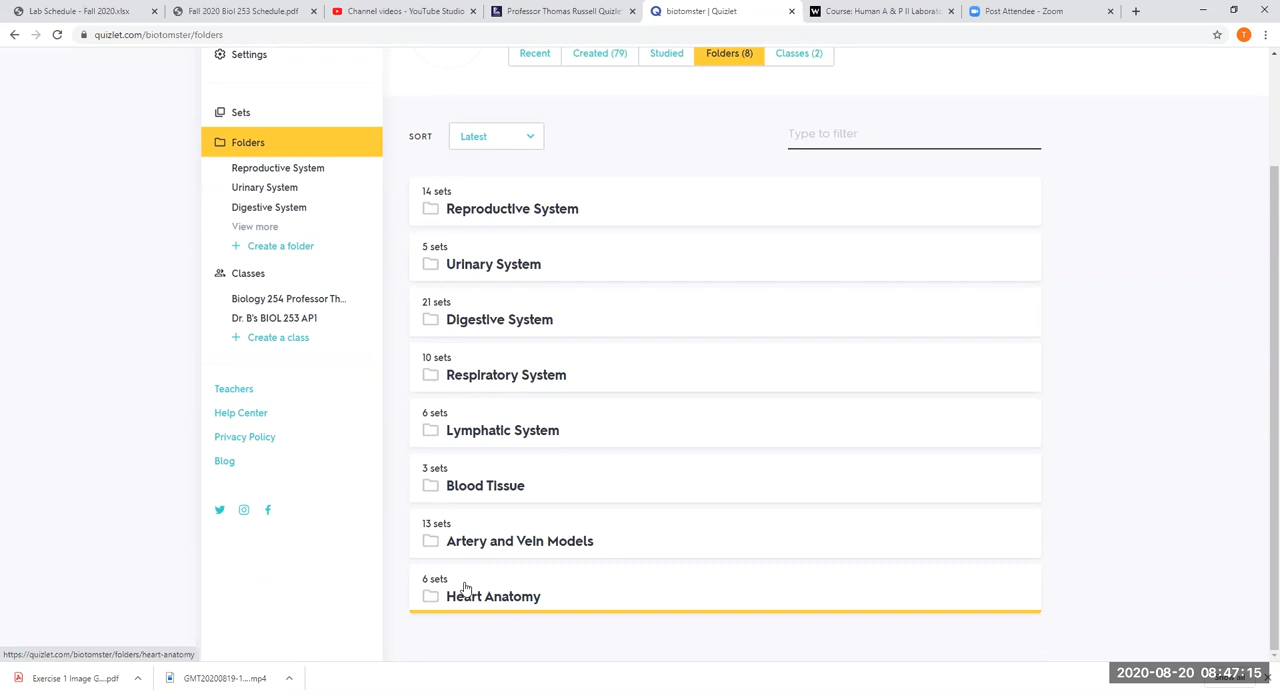 Lab Schedule - Fall 2020.xlsx
Fall 2020 Biol 253 Schedule.pdf
Channel videos - YouTube Studio
Professor Thomas Russell Quizle
biotomster | Quizlet
Course: Human & P II Laborat
Post Attendee - Zoom
quizlet.com/biotomster/folders
T
Settings
Recent
Created (79)
Studied
Folders (8)
Classes (2)
Sets
Folders
Reproductive System
Urinary System
Digestive System
View more
+ Create a folder
Classes
Biology 254 Professor Th...
Dr. B's BIOL 253 AP1
+ Create a class
Teachers
Help Center
Privacy Policy
Blog
SORT
Latest
Type to filter
14 sets
Reproductive System
5 sets
Urinary System
21 sets
Digestive System
10 sets
Respiratory System
6 sets
Lymphatic System
3 sets
Blood Tissue
13 sets
Artery and Vein Models
6 sets
Heart Anatomy
https://quizlet.com/biotomster/folders/heart-anatomy
Exercise 1 Image G....pdf
GMT20200819-1....mp4
2020-08-20 08:47:15